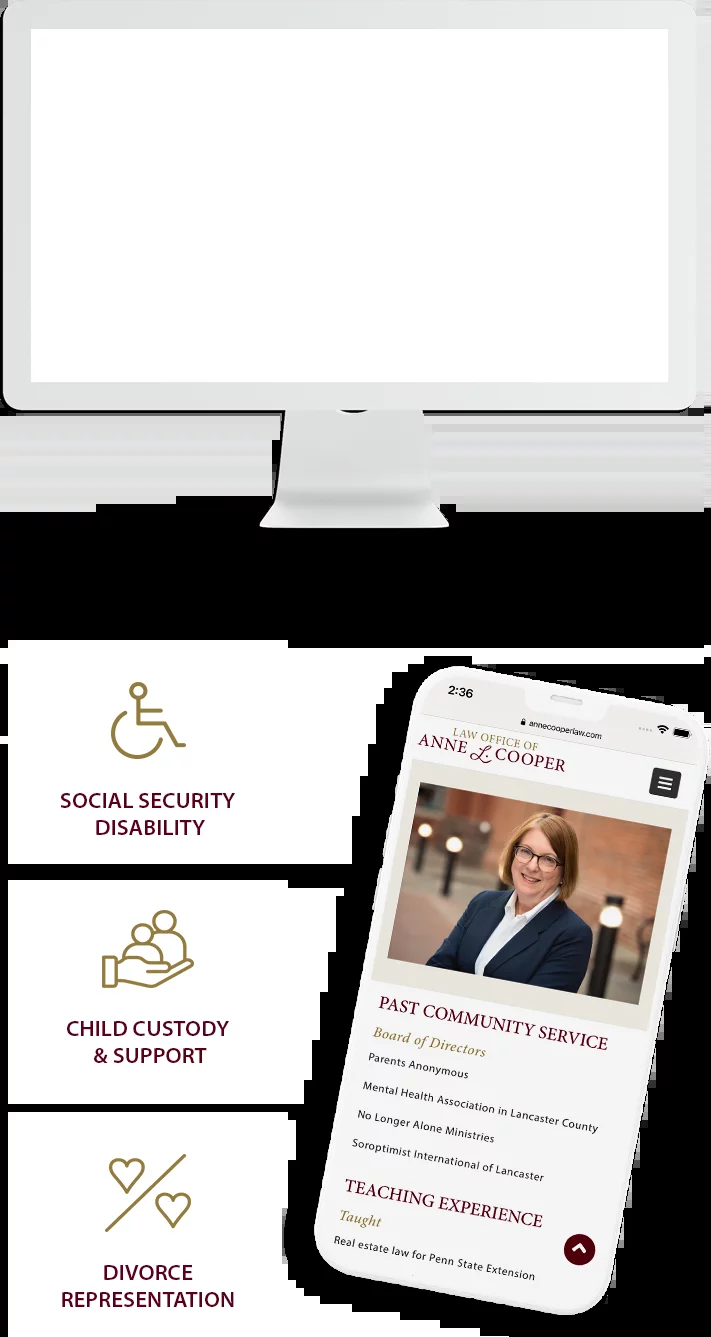 SOCIAL SECURITY
DISABILITY
CHILD CUSTODY
& SUPPORT
DIVORCE
REPRESENTATION
2:36
annecooperlaw.com
LAW OFFICE OF
ANNE L. COOPER
PAST COMMUNITY SERVICE
Board of Directors
Parents Anonymous
Mental Health Association in Lancaster County
No Longer Alone Ministries
Soroptimist International of Lancaster
TEACHING EXPERIENCE
Taught
Real estate law for Penn State Extension